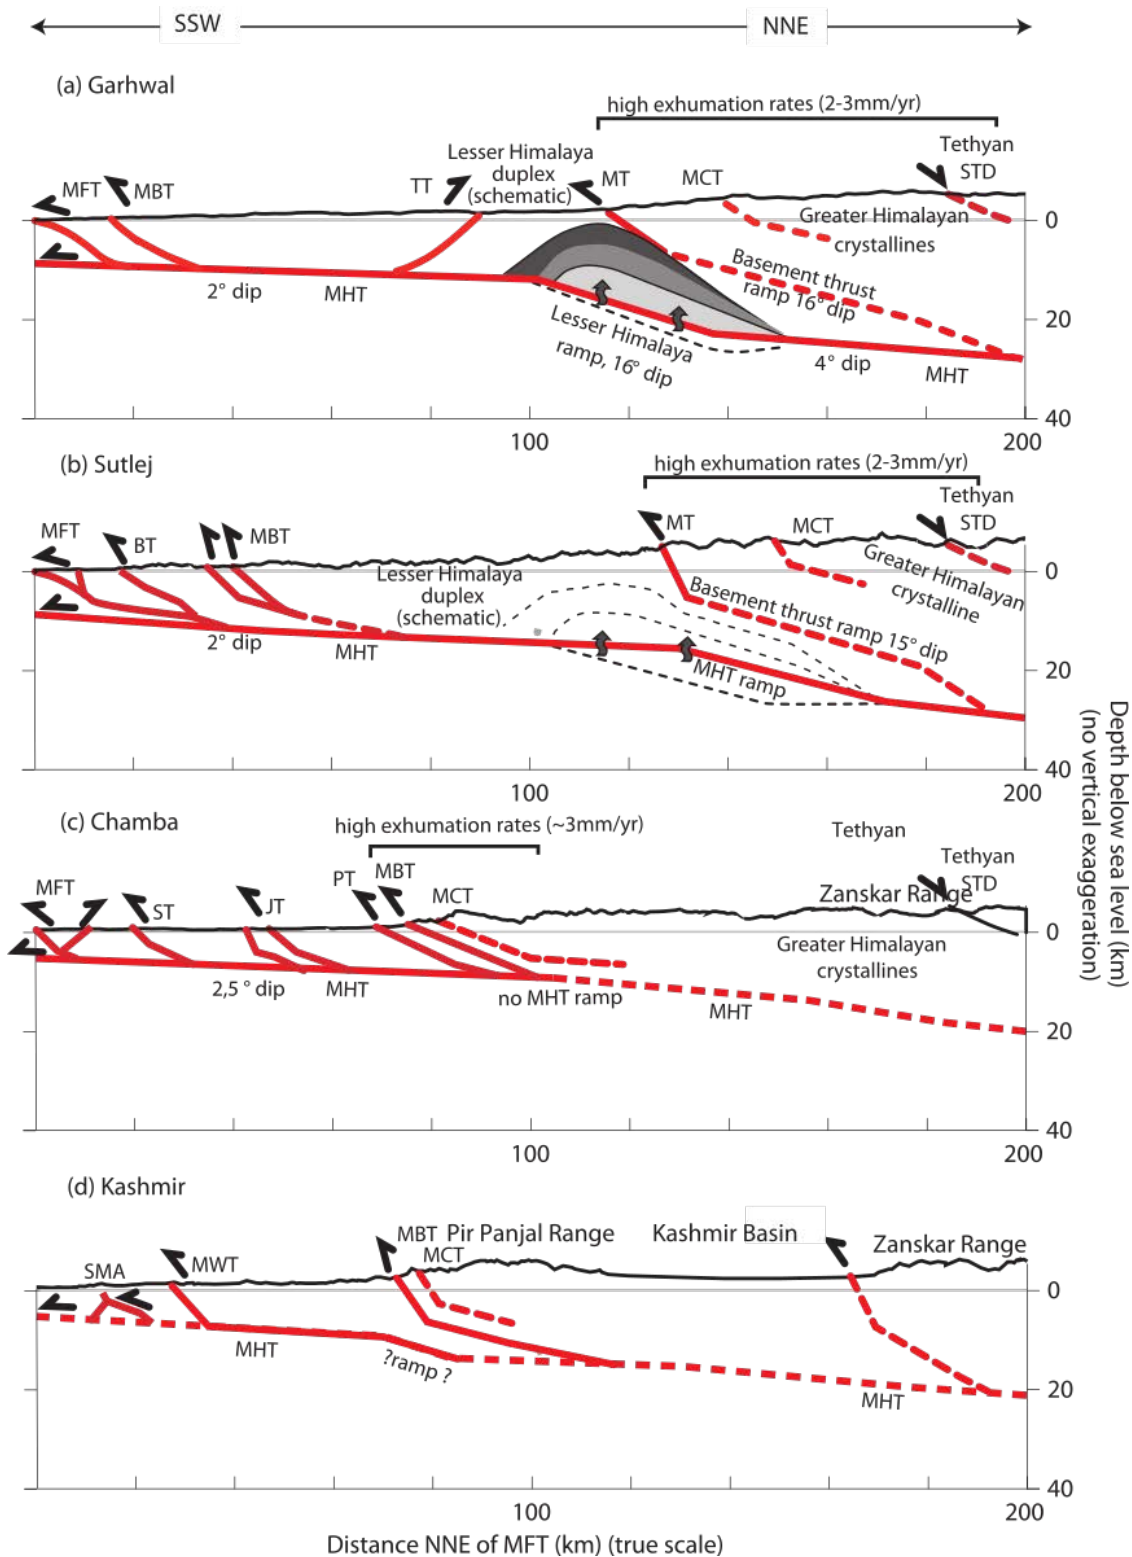 SSW
NNE
(a) Garhwal
high exhumation rates (2-3mm/yr)
Tethyan
STD
MFT
MBT
TT
Lesser Himalaya
duplex
(schematic)
MT
MCT
Greater Himalayan
crystallines
0
2° dip
MHT
Basement thrust
ramp 16° dip
Lesser Himalaya
ramp, 16° dip
4° dip
MHT
20
40
100
200
(b) Sutlej
high exhumation rates (2-3mm/yr)
Tethyan
STD
MFT
BT
MBT
MT
MCT
0
Lesser Himalaya
duplex
(schematic)
Greater Himalayan
crystalline
2° dip
MHT
Basement thrust ramp 15° dip
MHT ramp
20
40
100
200
Depth below sea level (km)
(no vertical exaggeration)
(c) Chamba
high exhumation rates (~3mm/yr)
Tethyan
Tethyan
STD
MFT
ST
JT
PT
MBT
MCT
Zanskar Range
0
Greater Himalayan
crystallines
2,5 ° dip
MHT
no MHT ramp
MHT
20
40
100
200
(d) Kashmir
SMA
MWT
MBT
MCT
Pir Panjal Range
Kashmir Basin
Zanskar Range
0
MHT
?ramp ?
MHT
20
40
100
200
Distance NNE of MFT (km) (true scale)